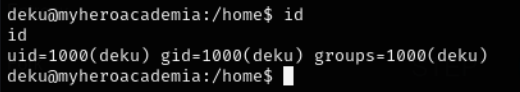 deku@myheroacademia:/home$ id
id
uid=1000(deku) gid=1000(deku) groups=1000(deku)
deku@myheroacademia:/home$